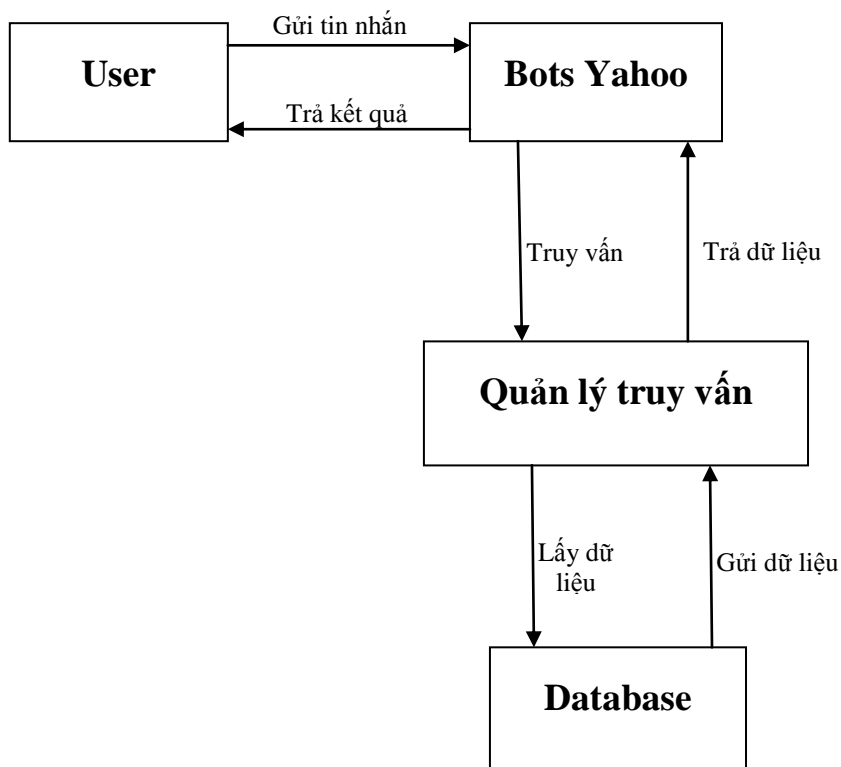 Gửi tin nhắn
User
Bots Yahoo
Trả kết quả
Truy vấn
Trả dữ liệu
Quản lý truy vấn
Lấy dữ
liệu
Gửi dữ liệu
Database